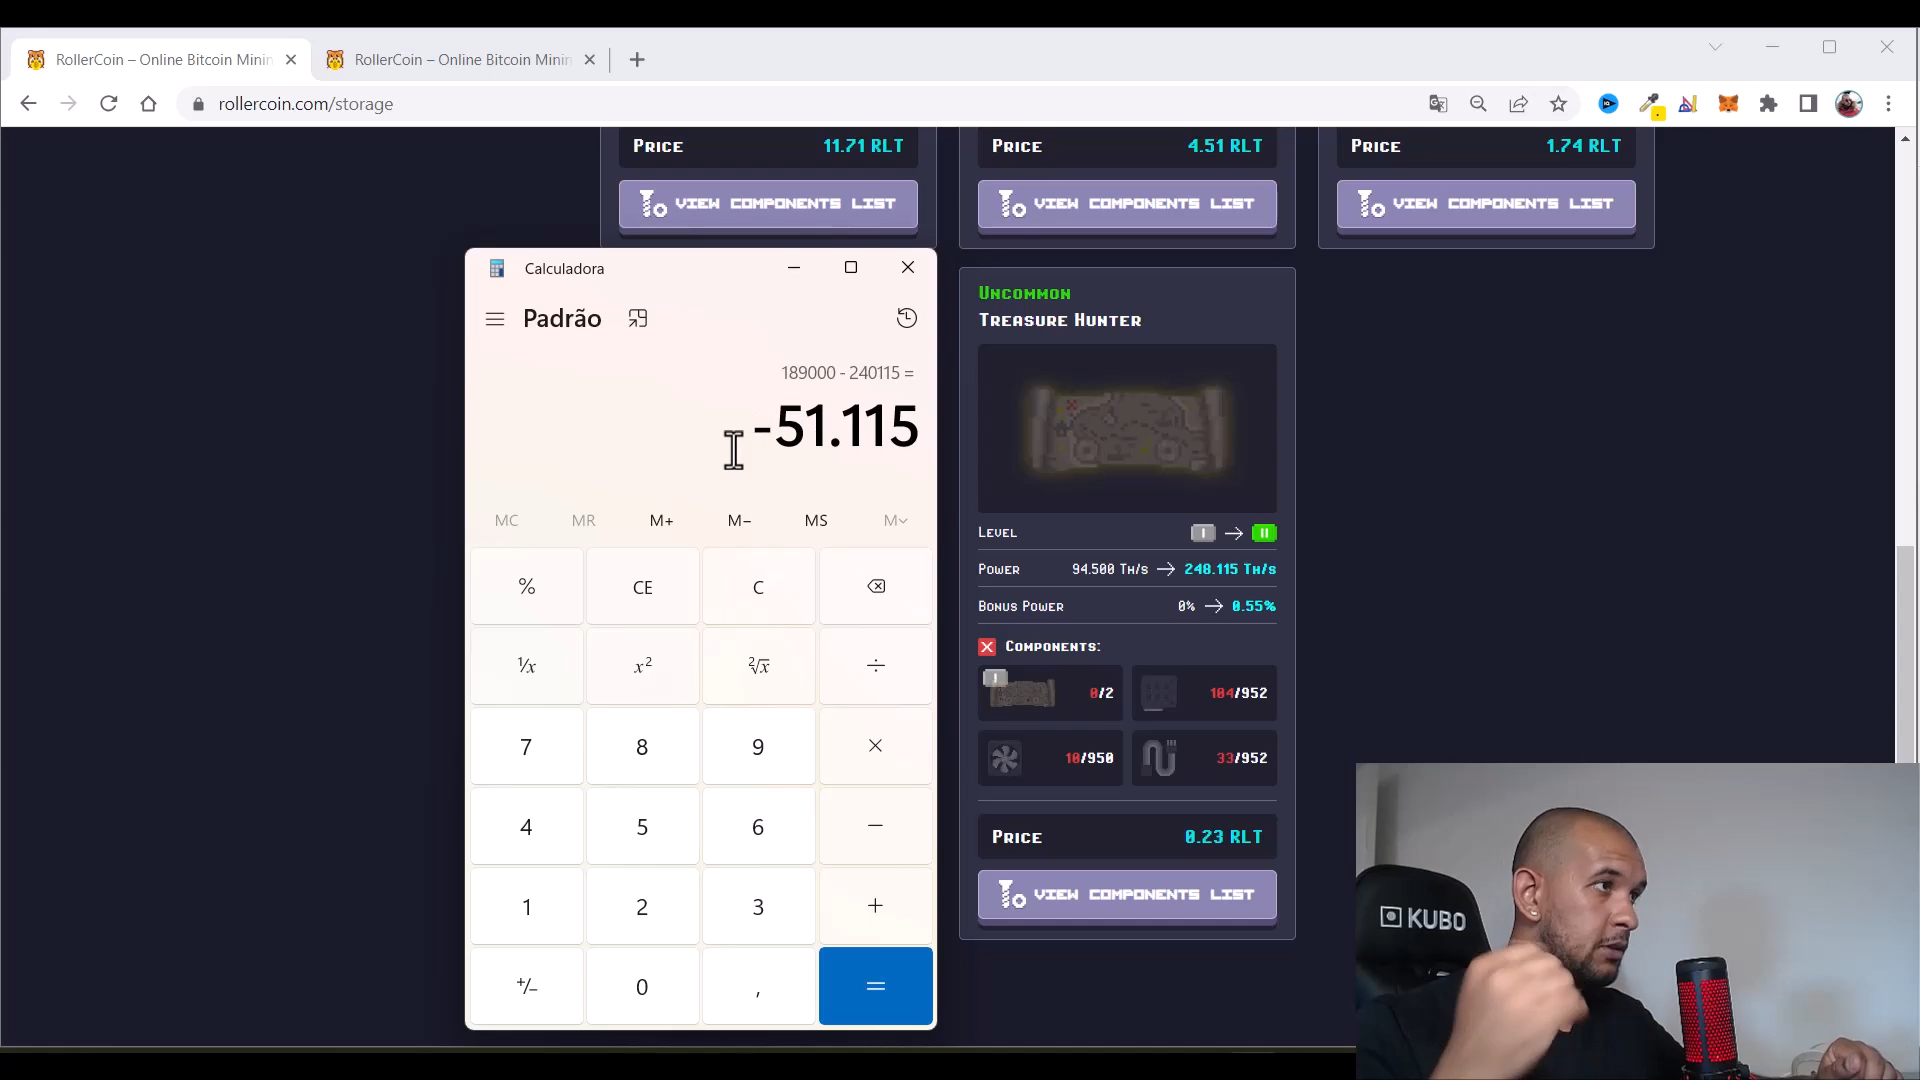 RollerCoin – Online Bitcoin Minin
RollerCoin – Online Bitcoin Minin
rollercoin.com/storage
Price 11.71 RLT
View components list
Price 4.51 RLT
View components list
Price 1.74 RLT
View components list
Calculadora
Padrão
189000 - 240115 =
-51.115
MC MR M+ M− MS M
% CE C
¹/x x² ²√x ÷
7 8 9 ×
4 5 6 −
1 2 3 +
+/− 0 , =
Uncommon
Treasure Hunter
Level I → II
Power 94.500 Th/s → 240.115 Th/s
Bonus Power 0% → 0.55%
Components:
I
0/2 104/952
10/950 33/952
Price 0.23 RLT
View components list
KUBO